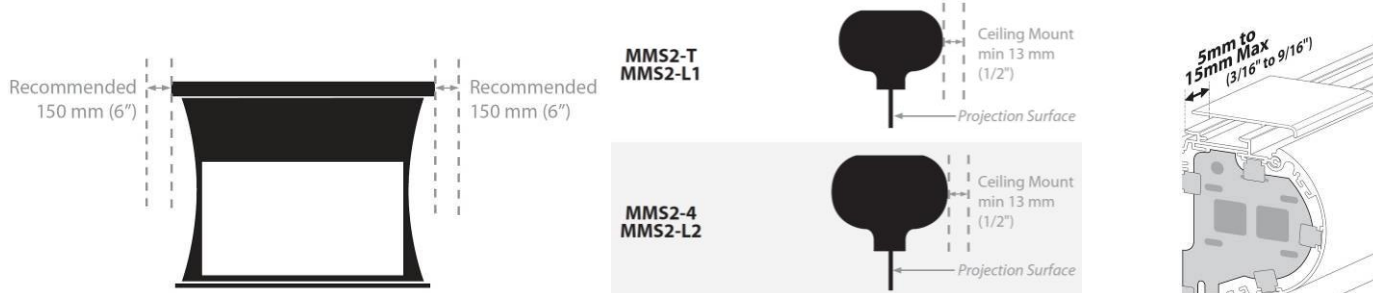 Recommended
150 mm (6”)
Recommended
150 mm (6”)
MMS2-T
MMS2-L1
Ceiling Mount
min 13 mm
(1/2")
Projection Surface
MMS2-4
MMS2-L2
Ceiling Mount
min 13 mm
(1/2")
Projection Surface
5mm to
15mm Max
(3/16" to 9/16")